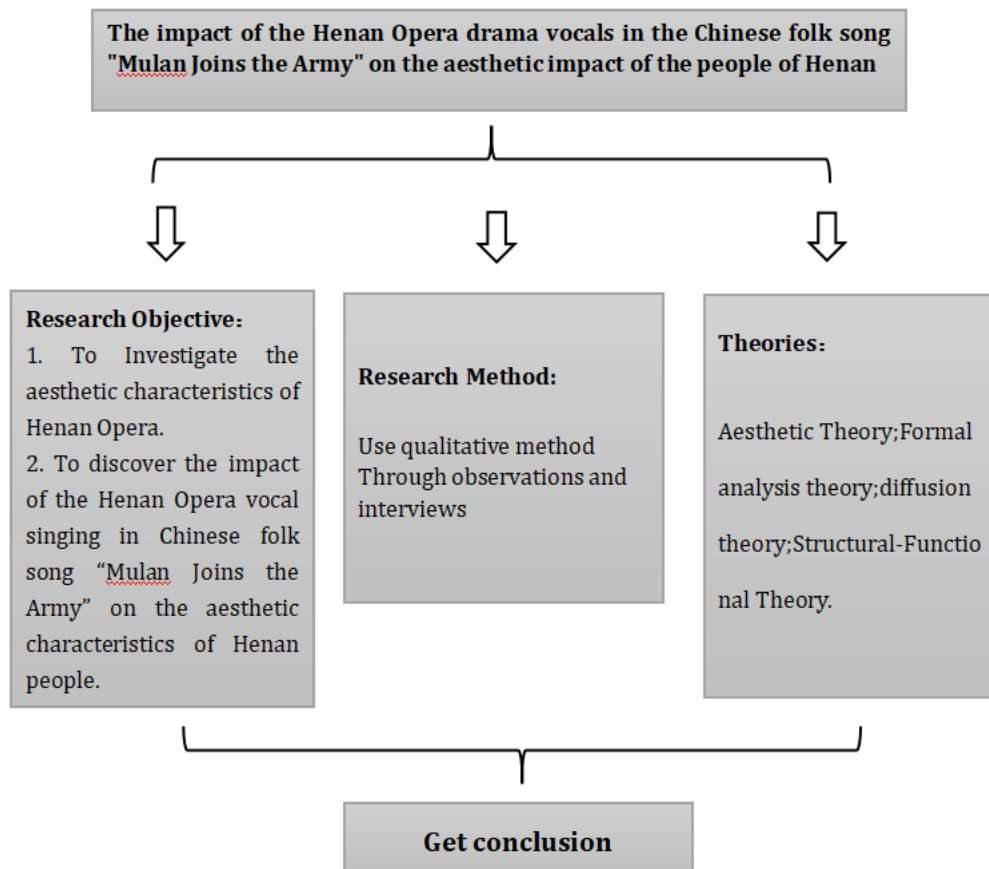 The impact of the Henan Opera drama vocals in the Chinese folk song
"Mulan Joins the Army" on the aesthetic impact of the people of Henan
Research Objective：
1. To Investigate the
aesthetic characteristics of
Henan Opera.
2. To discover the impact
of the Henan Opera vocal
singing in Chinese folk
song “Mulan Joins the
Army” on the aesthetic
characteristics of Henan
people.
Research Method:
Use qualitative method
Through observations and
interviews
Theories：
Aesthetic Theory;Formal
analysis theory;diffusion
theory;Structural-Functio
nal Theory.
Get conclusion